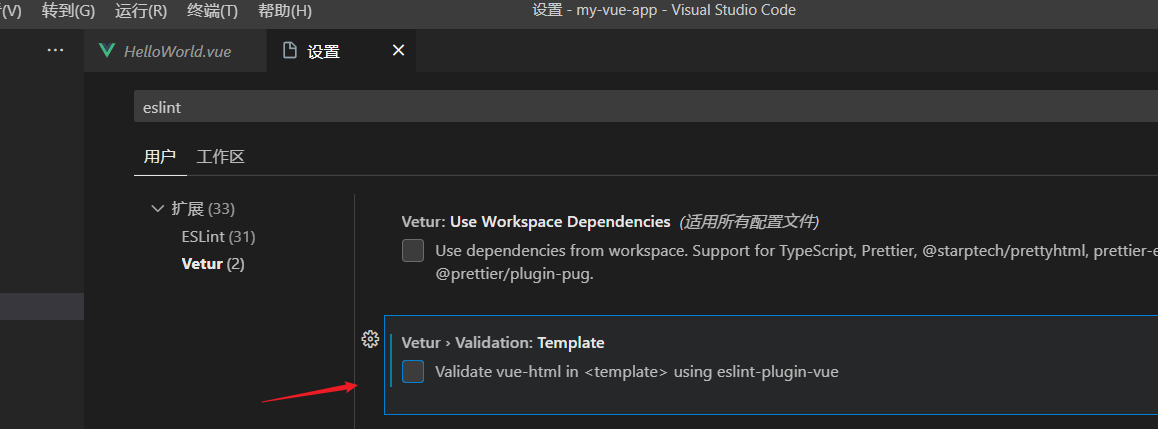 (V) 转到(G) 运行(R) 终端(T) 帮助(H) 设置 - my-vue-app - Visual Studio Code
··· HelloWorld.vue 设置
eslint
用户 工作区
扩展 (33)
ESLint (31)
Vetur (2)
Vetur: Use Workspace Dependencies (适用所有配置文件)
Use dependencies from workspace. Support for TypeScript, Prettier, @starptech/prettyhtml, prettier-e
@prettier/plugin-pug.
Vetur › Validation: Template
Validate vue-html in <template> using eslint-plugin-vue